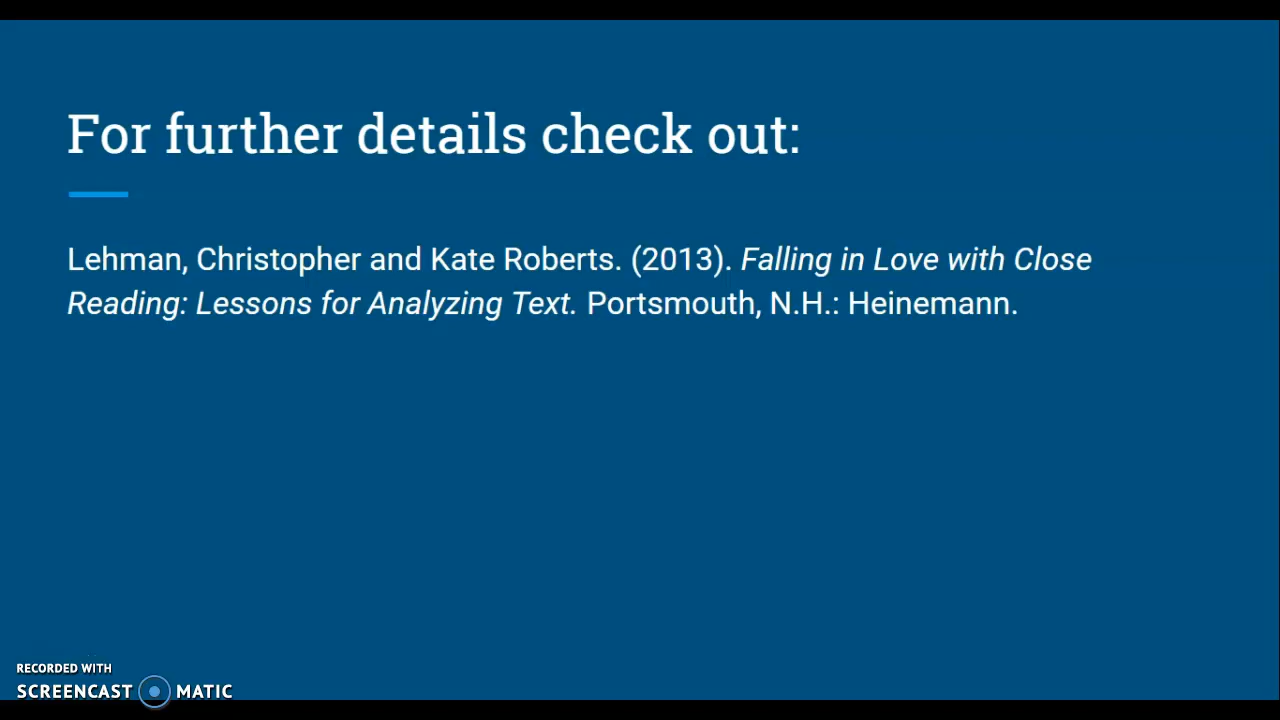 For further details check out:
Lehman, Christopher and Kate Roberts. (2013). Falling in Love with Close
Reading: Lessons for Analyzing Text. Portsmouth, N.H.: Heinemann.
RECORDED WITH
SCREENCAST MATIC